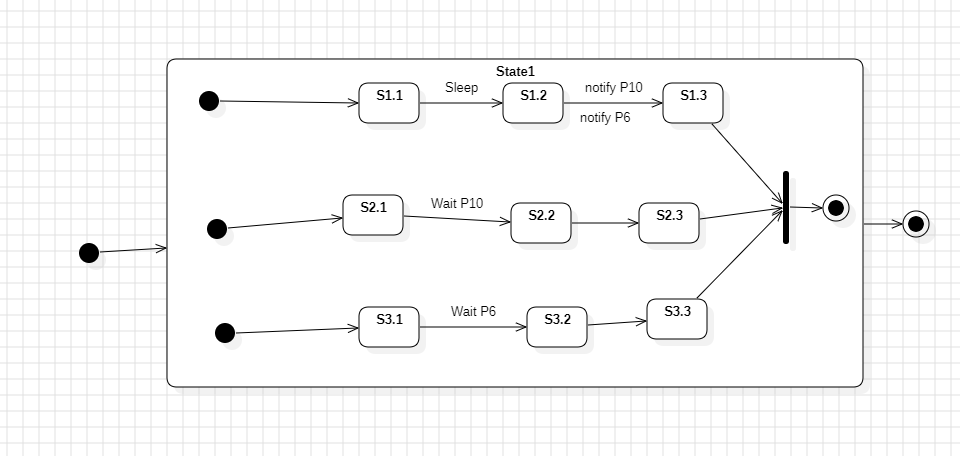 State1
S1.1
Sleep
S1.2
notify P10
notify P6
S1.3
S2.1
Wait P10
S2.2
S2.3
S3.1
Wait P6
S3.2
S3.3